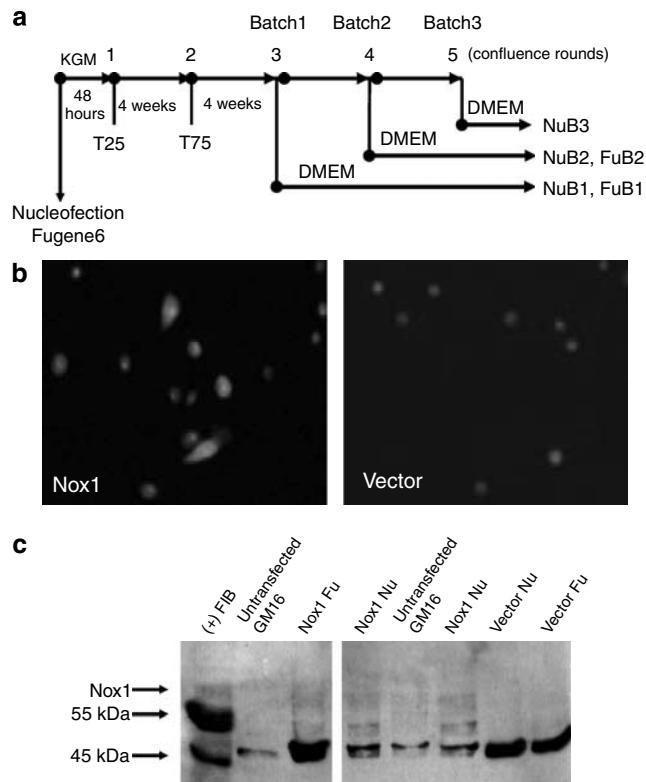 a
Batch1 Batch2 Batch3
KGM 1 2 3 4 5 (confluence rounds)
48 hours
4 weeks
4 weeks
T25
T75
DMEM
NuB3
DMEM
NuB2, FuB2
DMEM
NuB1, FuB1
Nucleofection
Fugene6
b
Nox1
Vector
c
(+) FIB
Untransfected
GM16
Nox1 Fu
Nox1 Nu
Untransfected
GM16
Nox1 Nu
Vector Nu
Vector Fu
Nox1
55 kDa
45 kDa